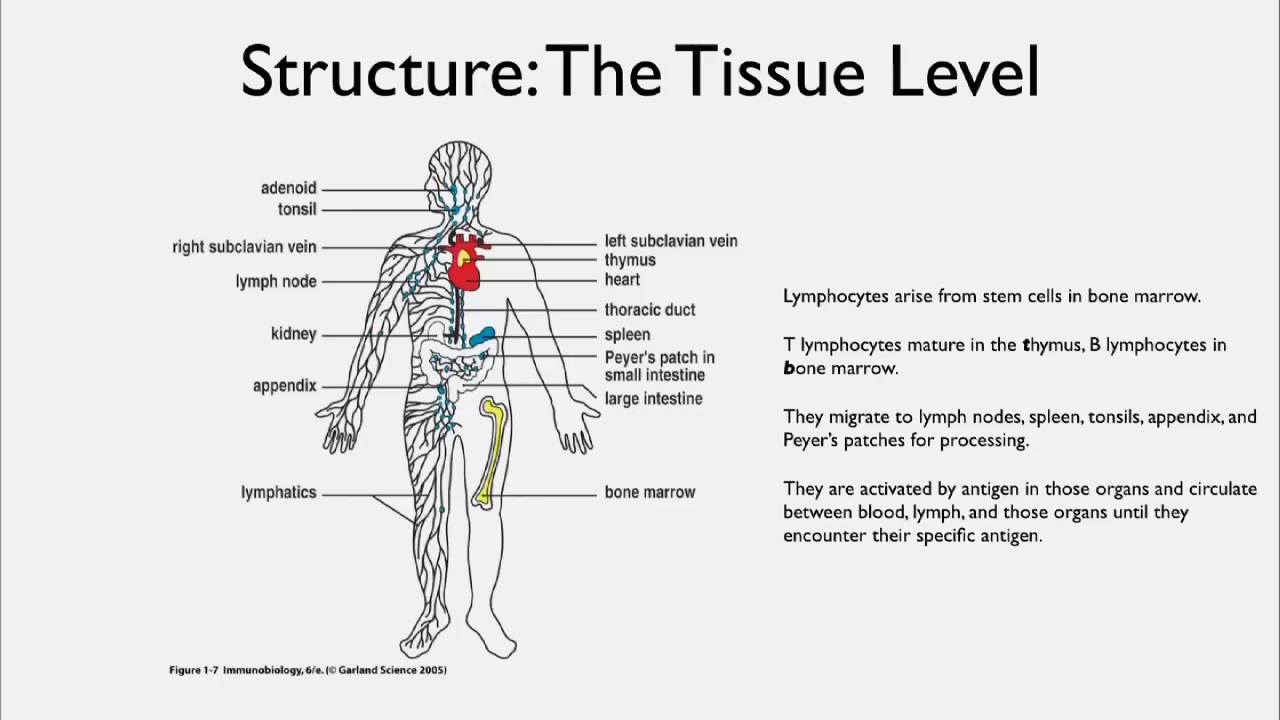 Structure: The Tissue Level
adenoid
tonsil
right subclavian vein
lymph node
kidney
appendix
lymphatics
left subclavian vein
thymus
heart
thoracic duct
spleen
Peyer's patch in
small intestine
large intestine
bone marrow
Lymphocytes arise from stem cells in bone marrow.
T lymphocytes mature in the thymus, B lymphocytes in
bone marrow.
They migrate to lymph nodes, spleen, tonsils, appendix, and
Peyer's patches for processing.
They are activated by antigen in those organs and circulate
between blood, lymph, and those organs until they
encounter their specific antigen.
Figure 1-7 Immunobiology, 6/e. (© Garland Science 2005)